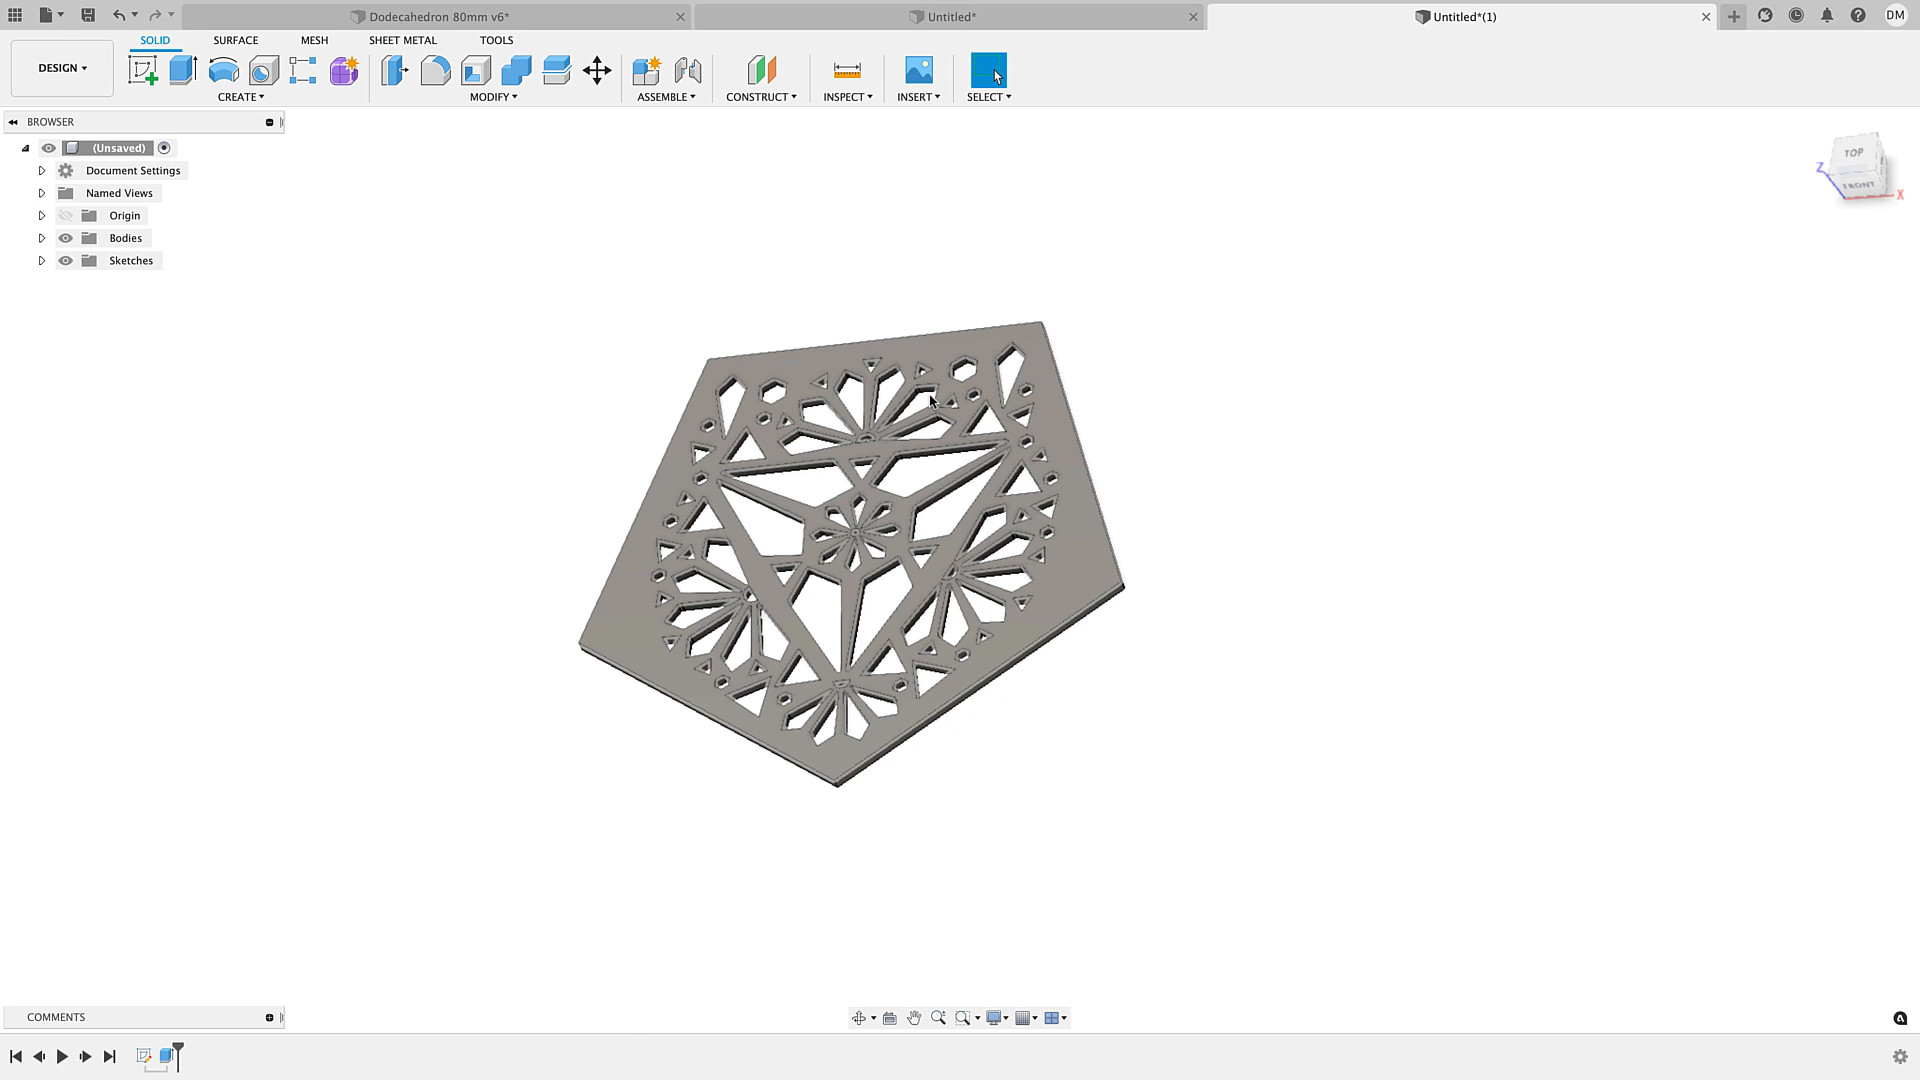 Dodecahedron 80mm v6*
Untitled*
Untitled*(1)
DM
SOLID SURFACE MESH SHEET METAL TOOLS
DESIGN
CREATE MODIFY ASSEMBLE CONSTRUCT INSPECT INSERT SELECT
BROWSER
(Unsaved)
Document Settings
Named Views
Origin
Bodies
Sketches
TOP
FRONT
Z
X
COMMENTS